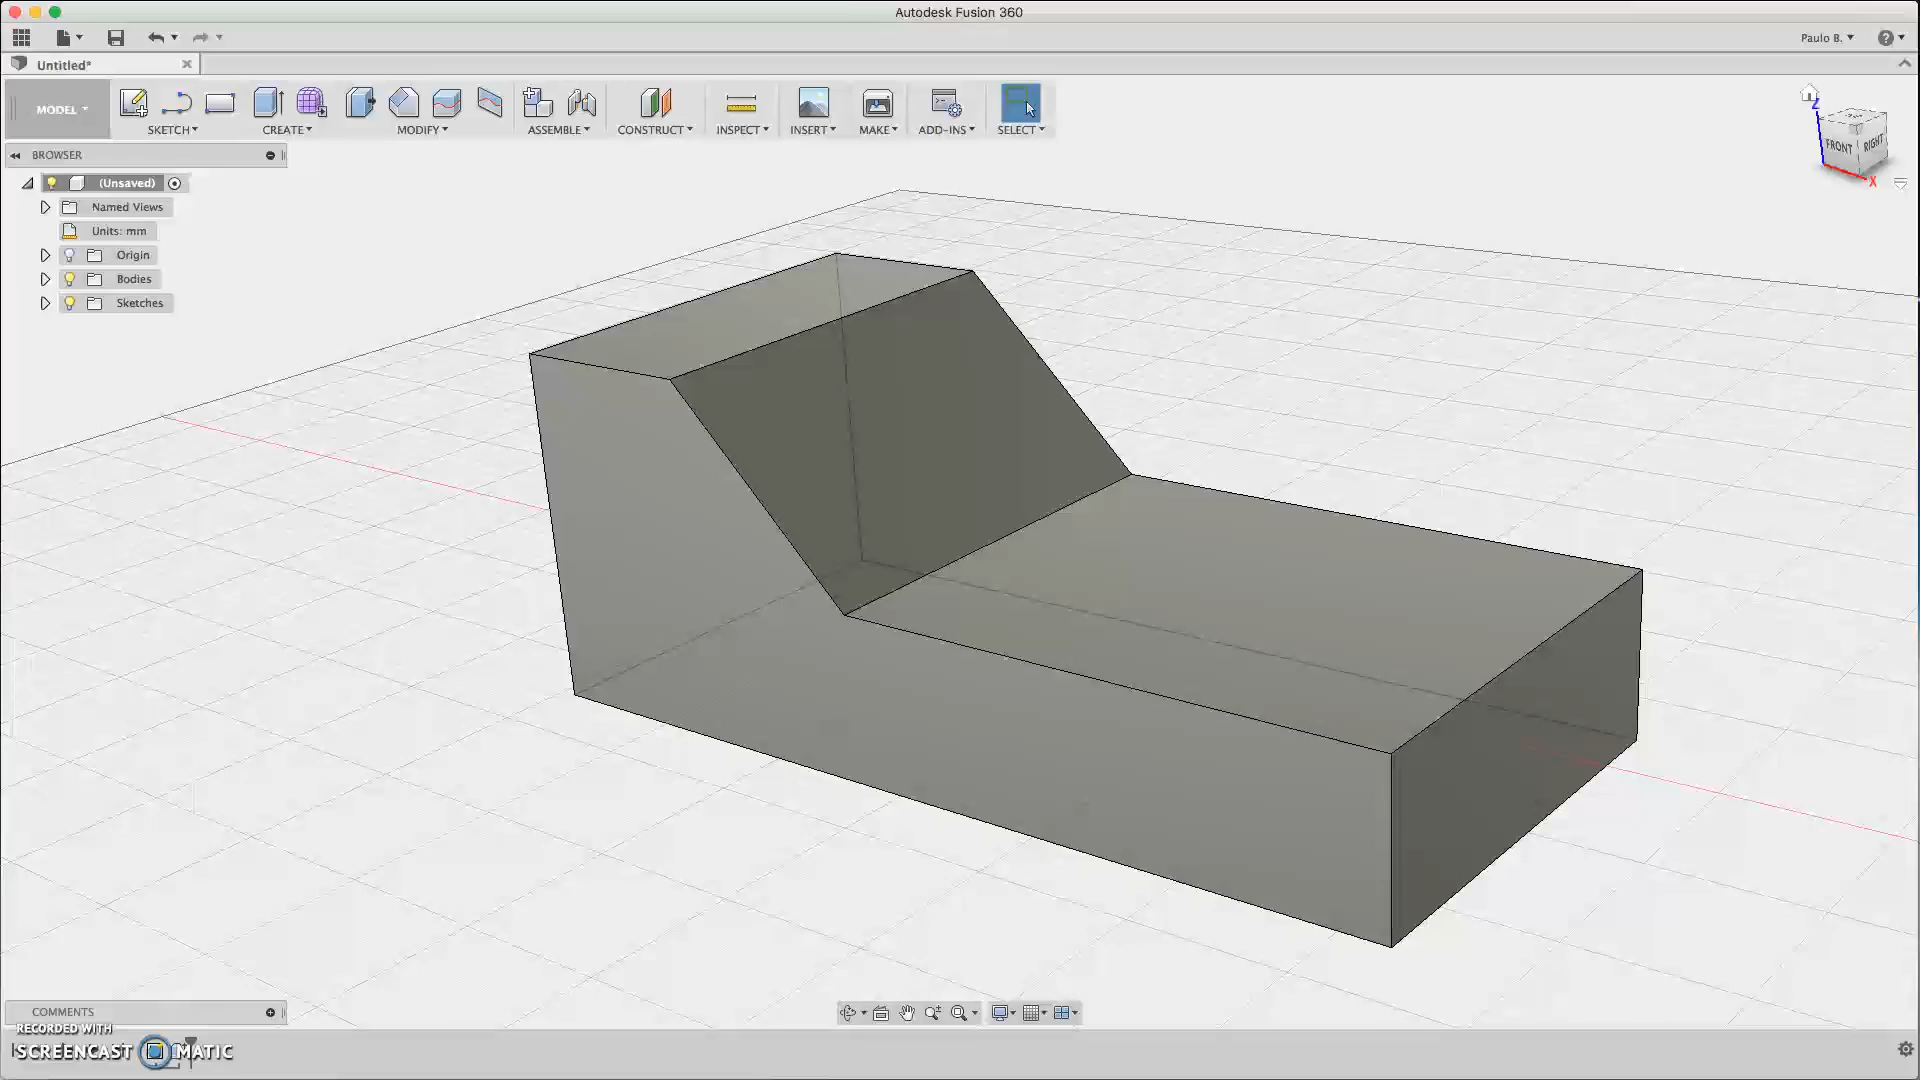 Autodesk Fusion 360
Paulo B.
Untitled*
MODEL
SKETCH
CREATE
MODIFY
ASSEMBLE
CONSTRUCT
INSPECT
INSERT
MAKE
ADD-INS
SELECT
Z
FRONT
RIGHT
X
BROWSER
(Unsaved)
Named Views
Units: mm
Origin
Bodies
Sketches
COMMENTS
RECORDED WITH
SCREENCAST MATIC